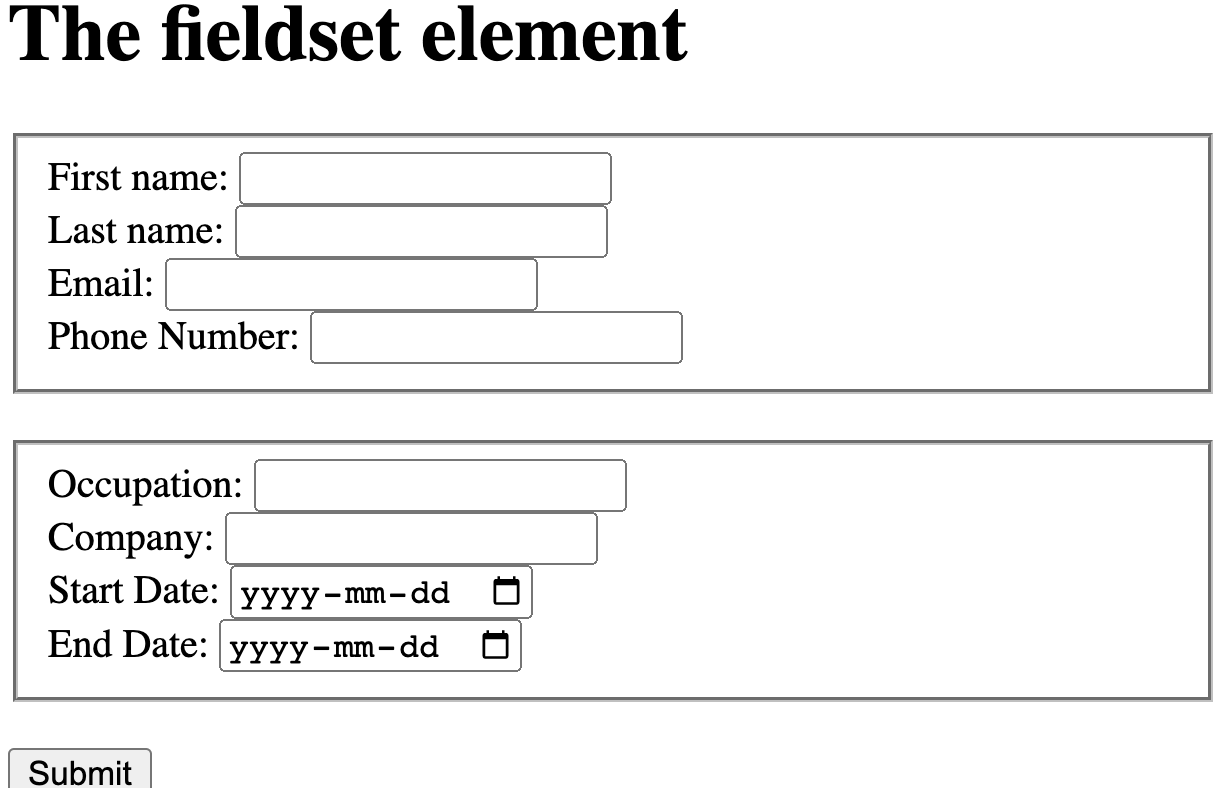 The fieldset element
First name:
Last name:
Email:
Phone Number:
Occupation:
Company:
Start Date: yyyy-mm-dd
End Date: yyyy-mm-dd
Submit